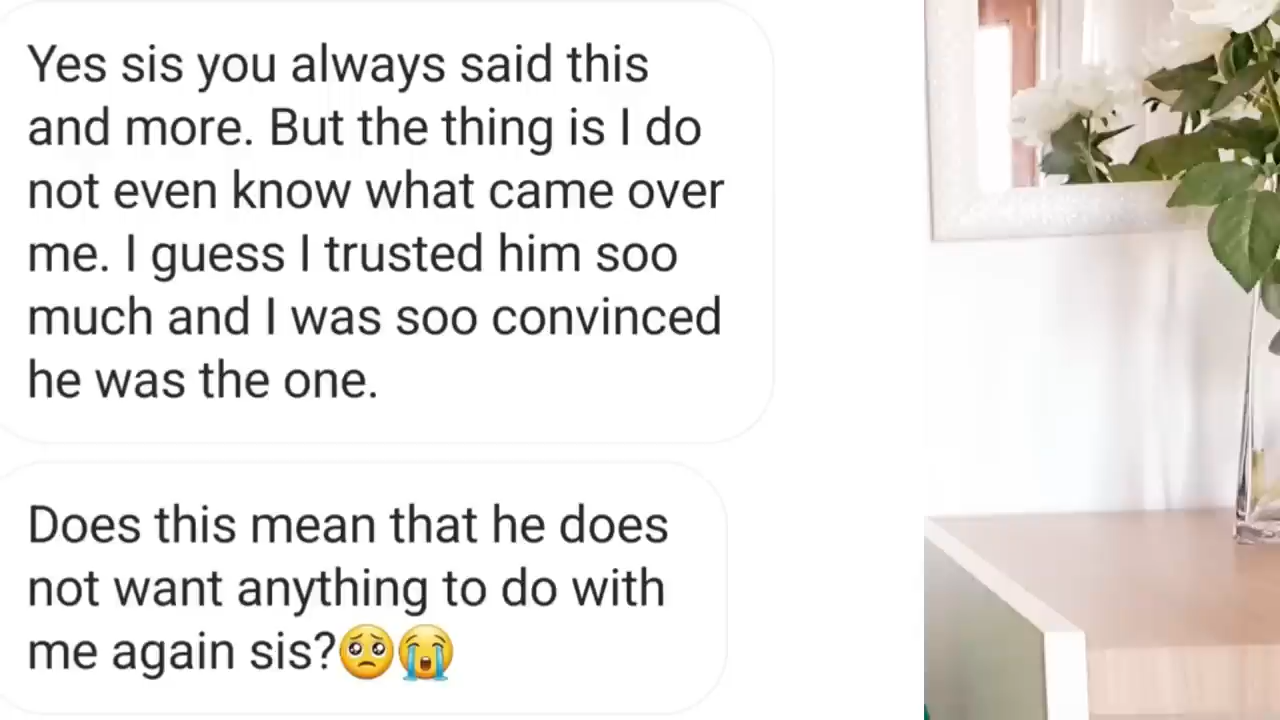 Yes sis you always said this
and more. But the thing is I do
not even know what came over
me. I guess I trusted him soo
much and I was soo convinced
he was the one.
Does this mean that he does
not want anything to do with
me again sis?🥺😭